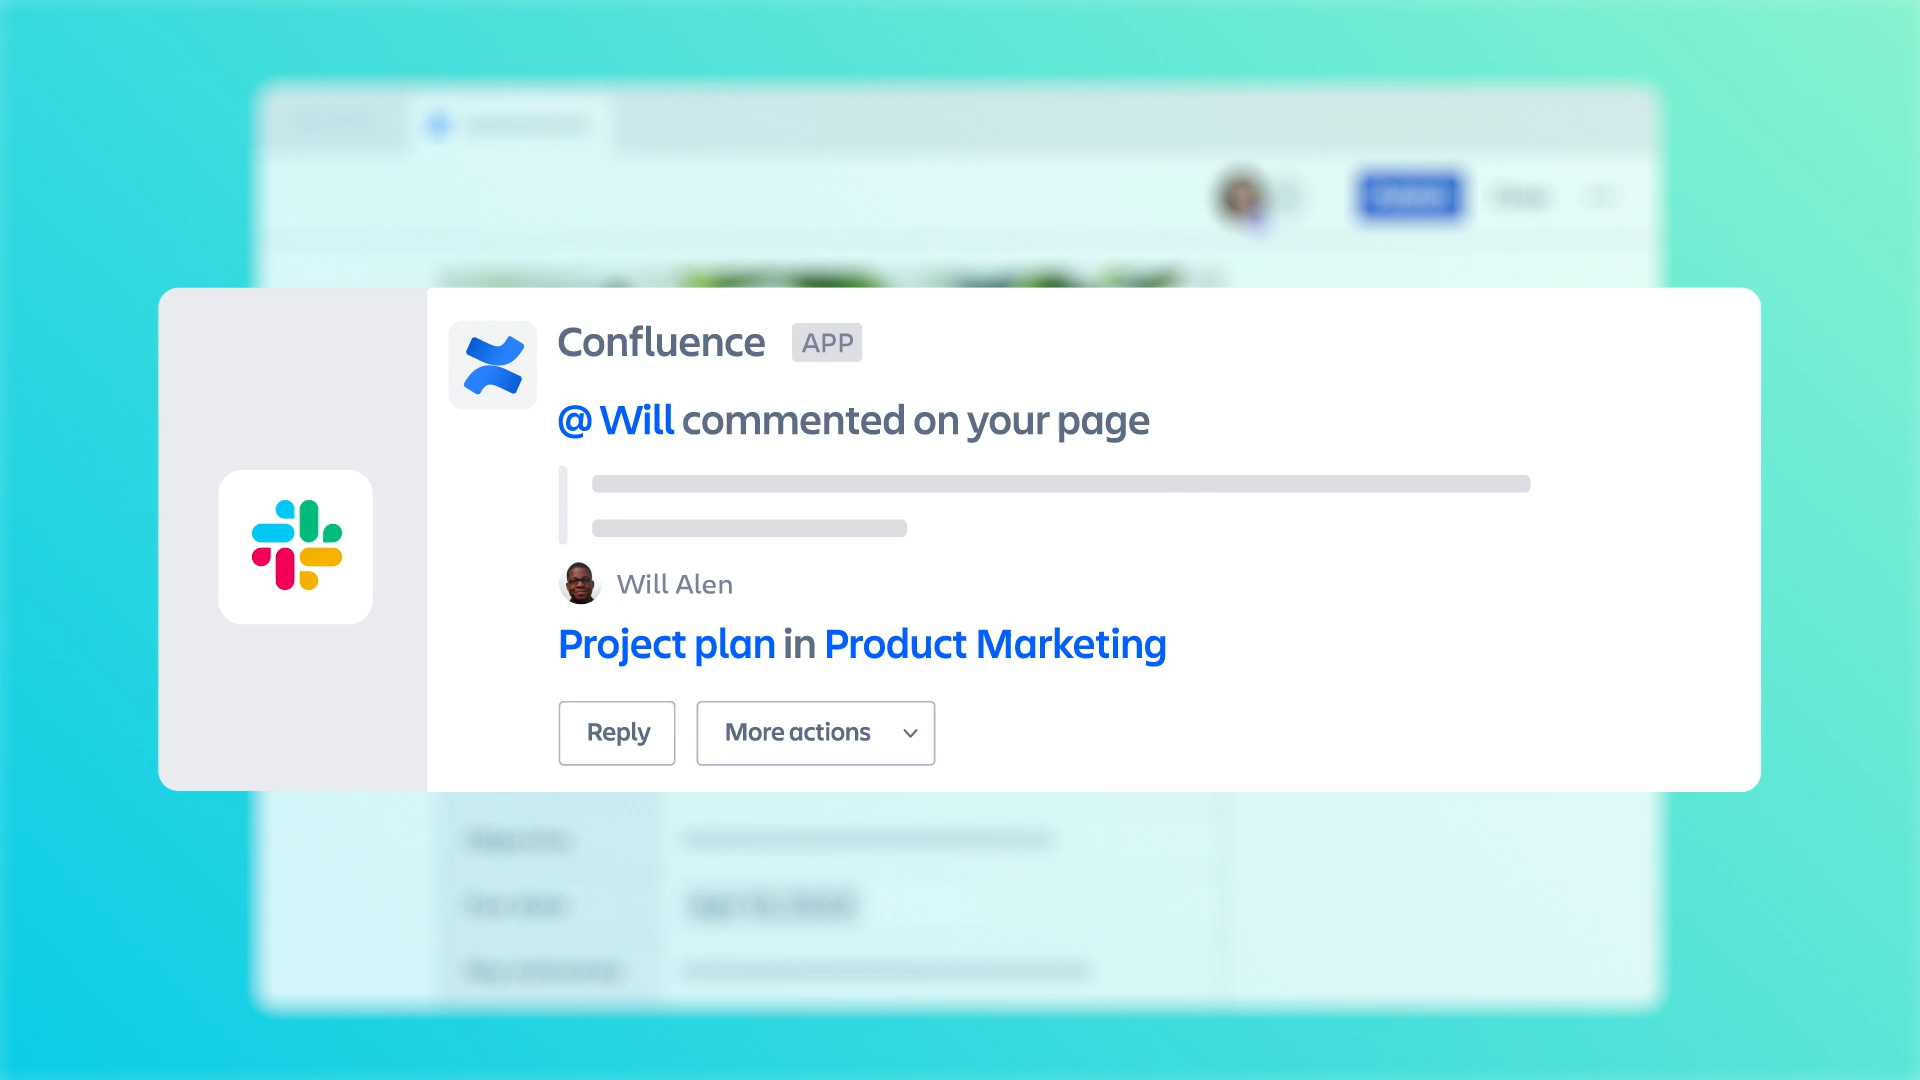 Confluence APP
@ Will commented on your page
Will Alen
Project plan in Product Marketing
Reply
More actions